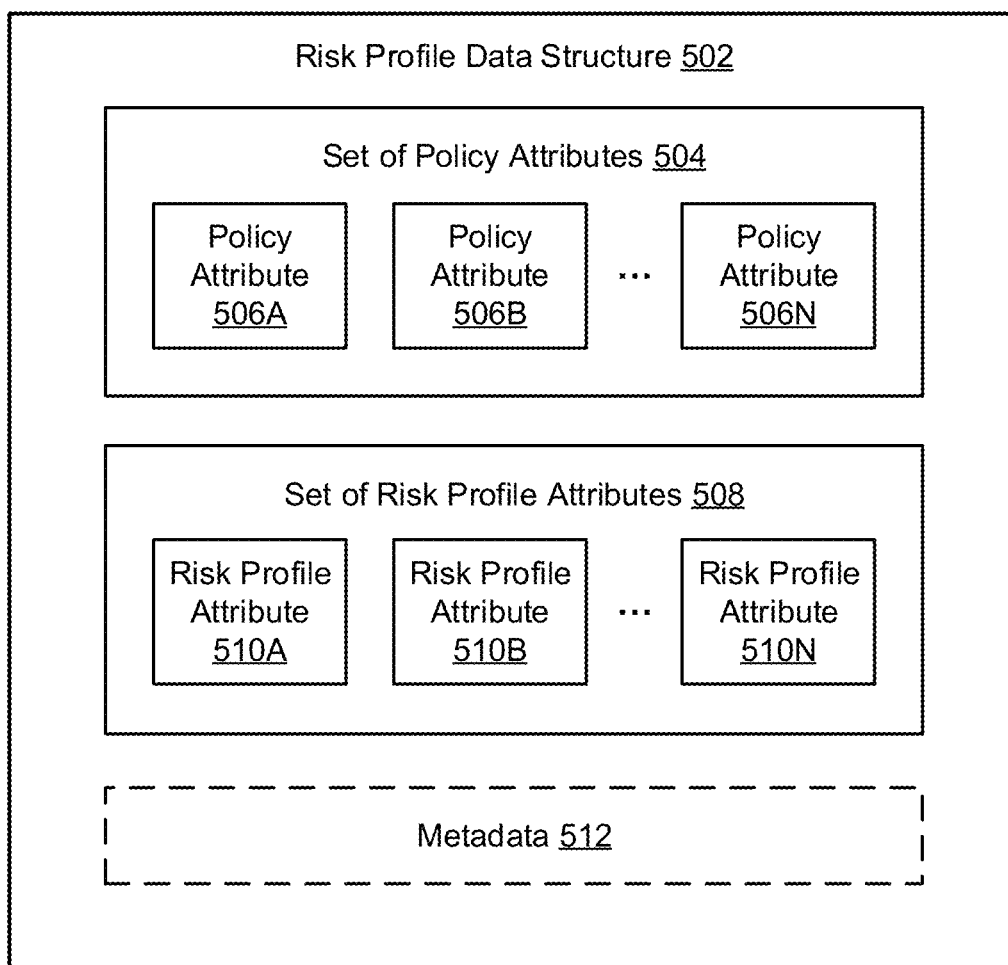 Risk Profile Data Structure 502
Set of Policy Attributes 504
Policy
Attribute
506A
Policy
Attribute
506B
...
Policy
Attribute
506N
Set of Risk Profile Attributes 508
Risk Profile
Attribute
510A
Risk Profile
Attribute
510B
...
Risk Profile
Attribute
510N
Metadata 512